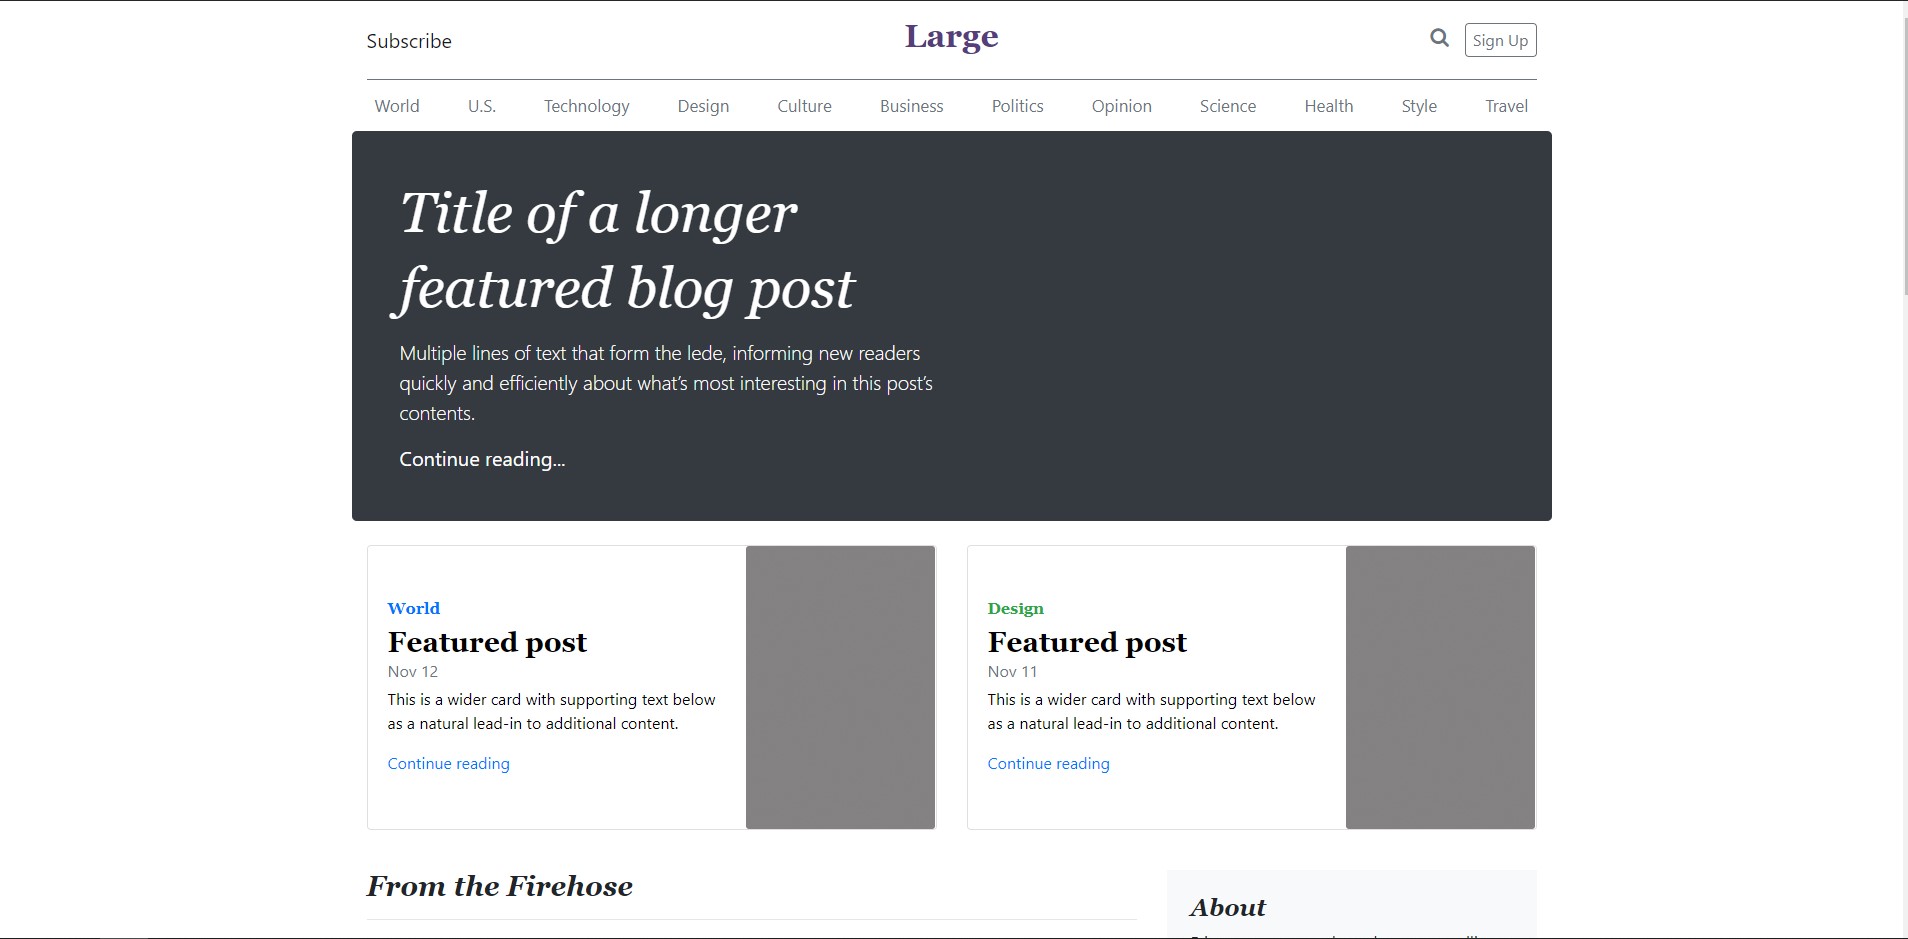 Subscribe
Large
Sign Up
World U.S. Technology Design Culture Business Politics Opinion Science Health Style Travel
Title of a longer
featured blog post
Multiple lines of text that form the lede, informing new readers
quickly and efficiently about what’s most interesting in this post’s
contents.
Continue reading...
World
Featured post
Nov 12
This is a wider card with supporting text below
as a natural lead-in to additional content.
Continue reading
Design
Featured post
Nov 11
This is a wider card with supporting text below
as a natural lead-in to additional content.
Continue reading
From the Firehose
About